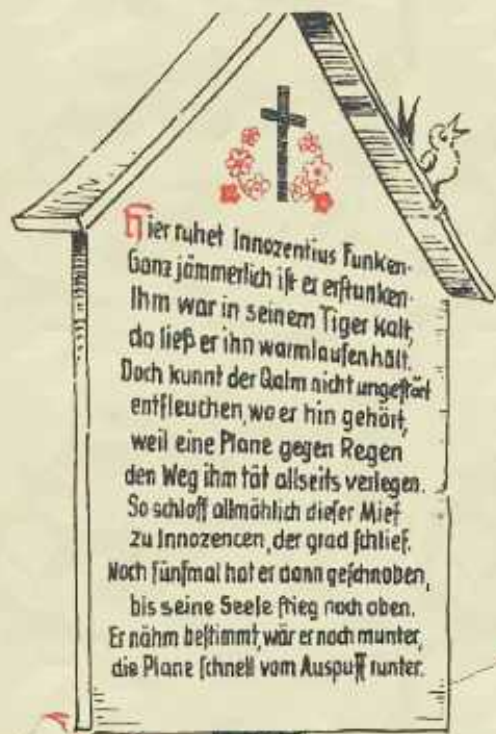 Hier ruhet Innozentius Funken.
Ganz jämmerlich iſt er erſtunken.
Ihm war in seinem Tiger kalt,
da ließ er ihn warmlaufen halt.
Doch kunnt der Qalm nicht ungeſtört
entfleuchen, wo er hin gehört,
weil eine Plane gegen Regen
den Weg ihm tät allseits verlegen.
So schloff allmählich dieſer Mief
zu Innozencen, der grad ſchlief.
Noch fünfmal hat er dann geſchnoben,
bis seine Seele ſtieg nach oben.
Er nähm beſtimmt, wär er noch munter,
die Plane ſchnell vom Auspuff runter.